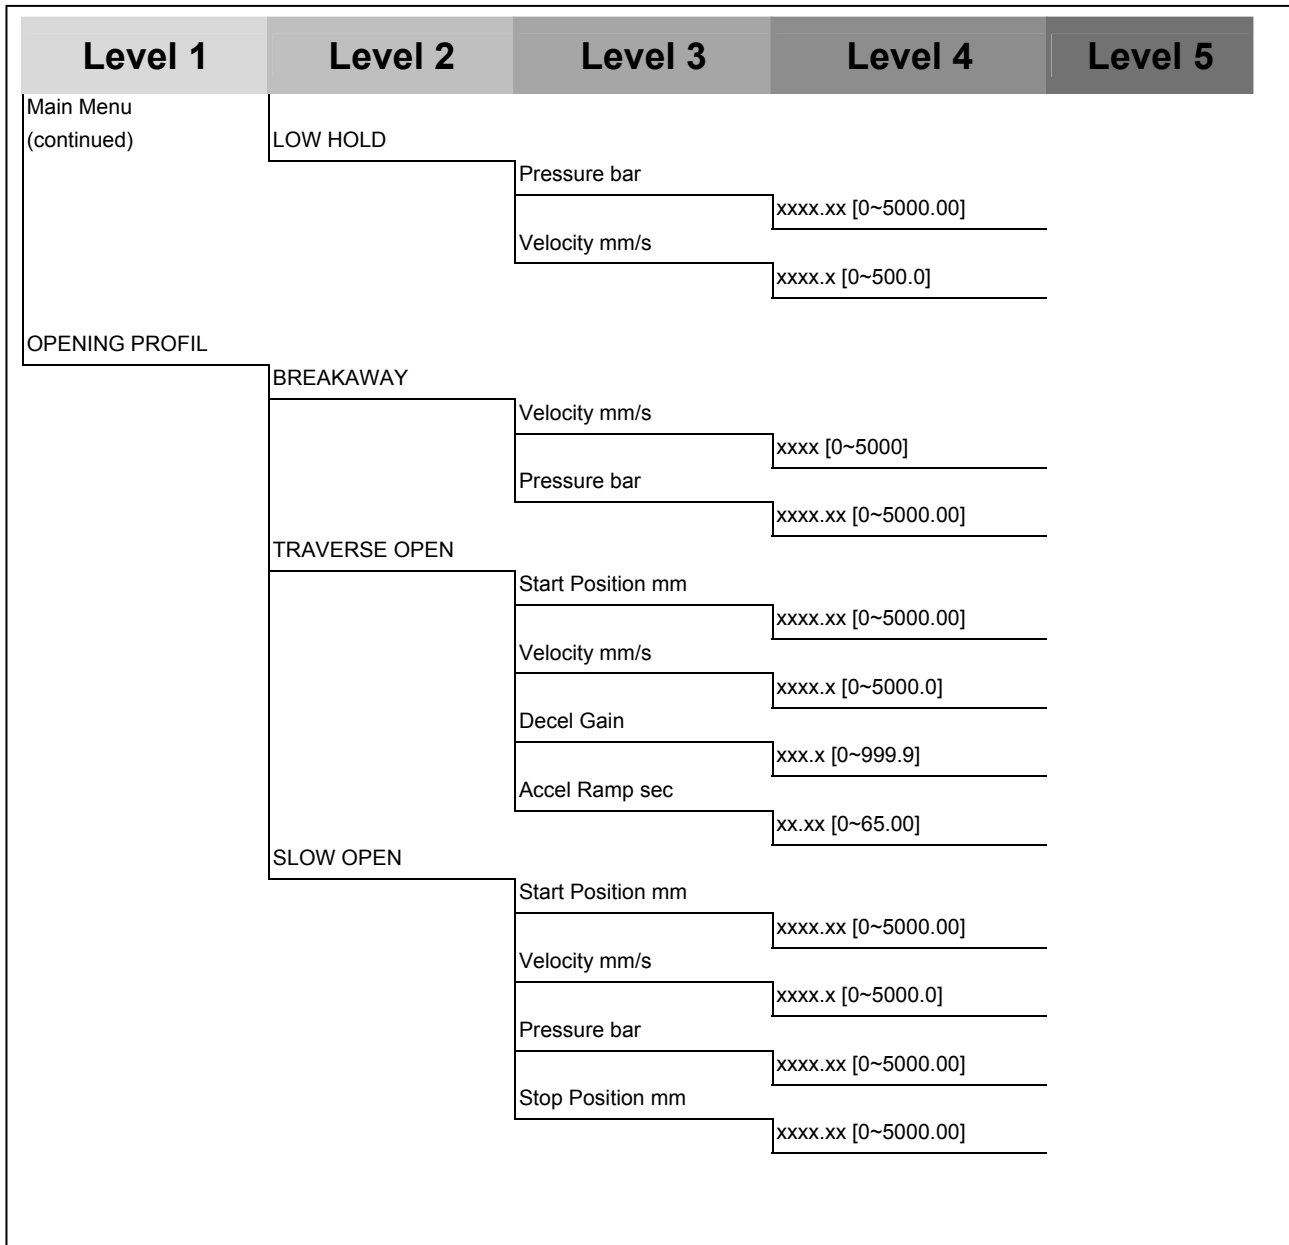 Level 1 Level 2 Level 3 Level 4 Level 5
Main Menu
(continued) LOW HOLD
Pressure bar
xxxx.xx [0~5000.00]
Velocity mm/s
xxxx.x [0~500.0]
OPENING PROFIL
BREAKAWAY
Velocity mm/s
xxxx [0~5000]
Pressure bar
xxxx.xx [0~5000.00]
TRAVERSE OPEN
Start Position mm
xxxx.xx [0~5000.00]
Velocity mm/s
xxxx.x [0~5000.0]
Decel Gain
xxx.x [0~999.9]
Accel Ramp sec
xx.xx [0~65.00]
SLOW OPEN
Start Position mm
xxxx.xx [0~5000.00]
Velocity mm/s
xxxx.x [0~5000.0]
Pressure bar
xxxx.xx [0~5000.00]
Stop Position mm
xxxx.xx [0~5000.00]